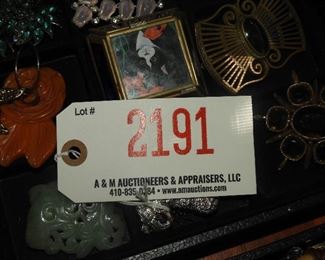 Lot #
2191
A & M AUCTIONEERS & APPRAISERS, LLC
410-835-0384 • www.amauctions.com